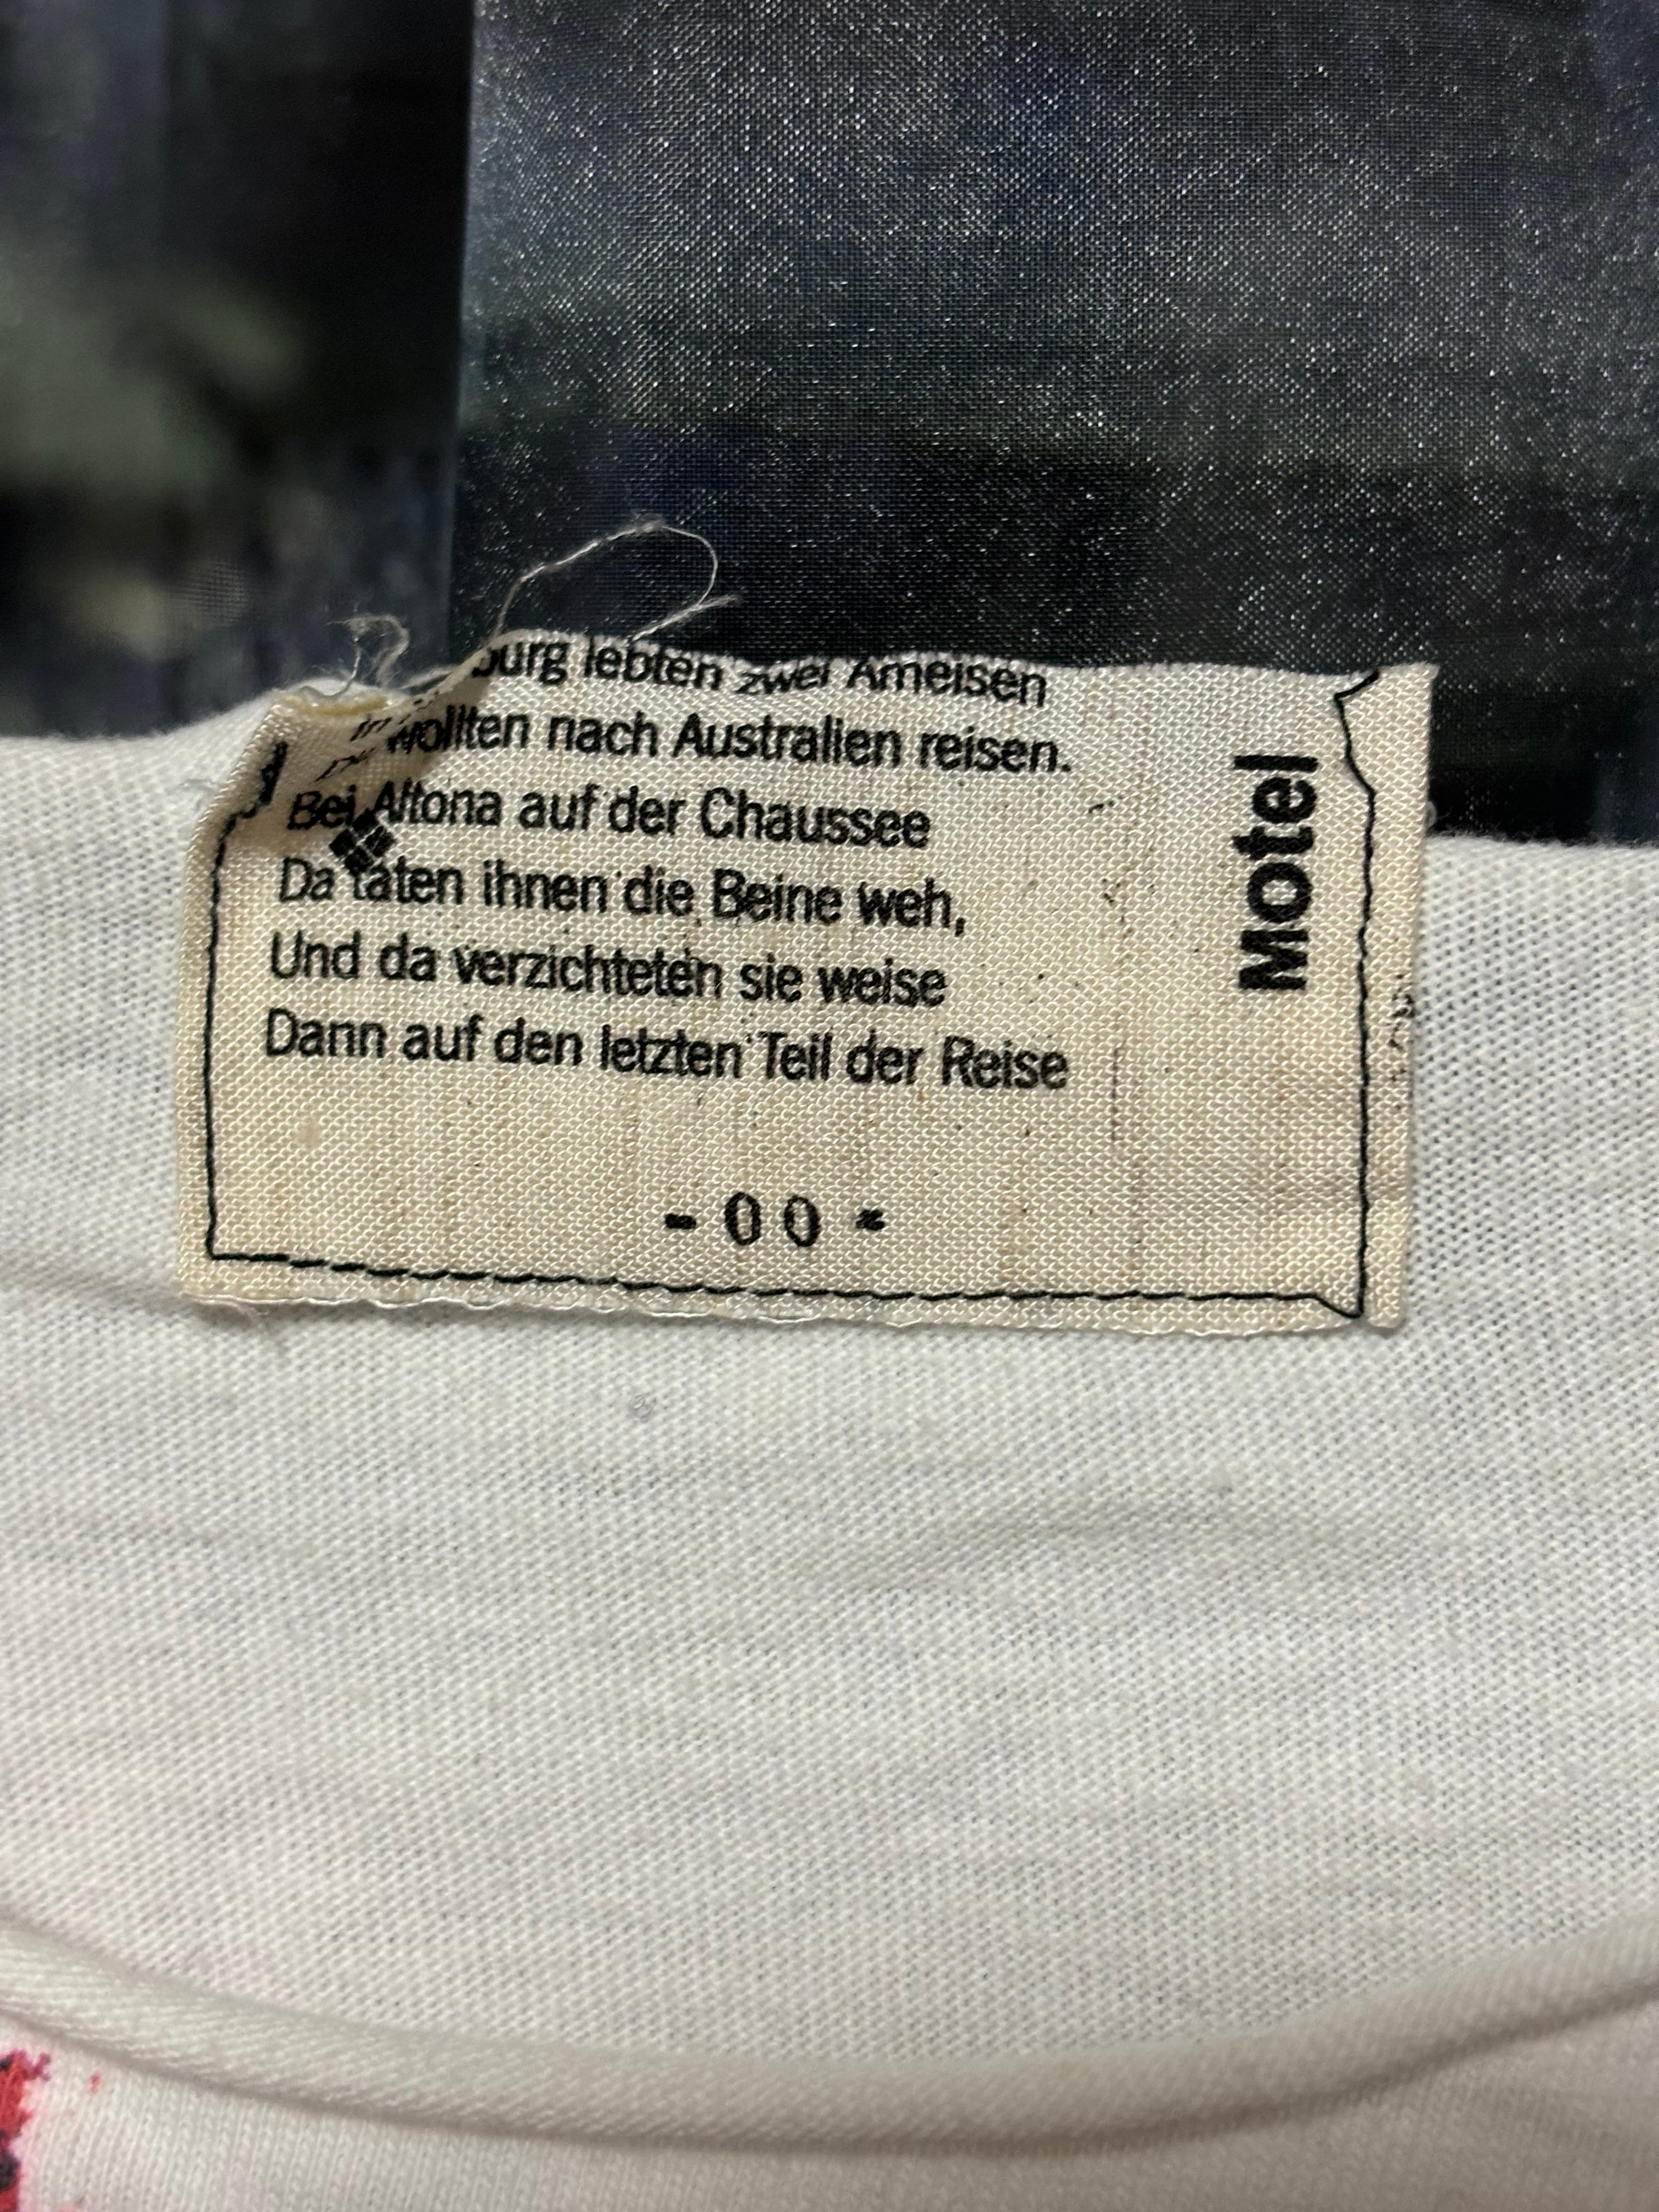 lebten zwei Ameisen
wollten nach Australien reisen.
Bei Altona auf der Chaussee
Da taten ihnen die Beine weh,
Und da verzichteten sie weise
Dann auf den letzten Teil der Reise
- 00 -
Motel